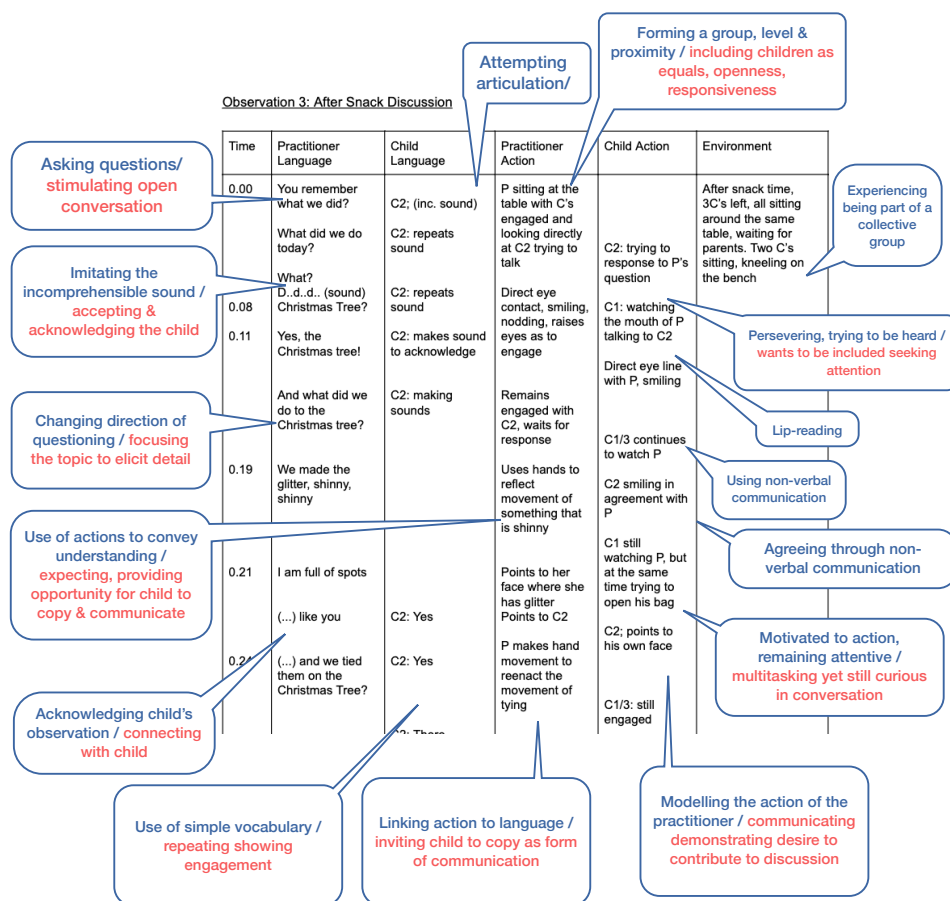 Attempting
articulation/
Forming a group, level &
proximity / including children as
equals, openness,
responsiveness
Observation 3: After Snack Discussion
Asking questions/
stimulating open
conversation
Imitating the
incomprehensible sound /
accepting &
acknowledging the child
Changing direction of
questioning / focusing
the topic to elicit detail
Use of actions to convey
understanding /
expecting, providing
opportunity for child to
copy & communicate
Acknowledging child's
observation / connecting
with child
Time
Practitioner
Language
Child
Language
Practitioner
Action
Child Action
Environment
0.00
0.08
0.11
0.19
0.21
You remember
what we did?
What did we do
today?
What?
D..d.d.. (sound)
Christmas Tree?
Yes, the
Christmas tree!
And what did we
do to the
Christmas tree?
We made the
glitter, shinny,
shinny
I am full of spots
(...) like you
(...) and we tied
them on the
Christmas Tree?
C2; (inc. sound)
C2: repeats
sound
C2: repeats
sound
C2: makes sound
to acknowledge
C2: making
sounds
C2: Yes
C2: Yes
P sitting at the
table with C's
engaged and
looking directly
at C2 trying to
talk
Direct eye
contact, smiling,
nodding, raises
eyes as to
engage
Remains
engaged with
C2, waits for
response
Uses hands to
reflect
movement of
something that
is shinny
Points to her
face where she
has glitter
Points to C2
P makes hand
movement to
reenact the
movement of
tying
C2: trying to
response to P's
question
C1: watching
the mouth of P
talking to C2
Direct eye line
with P, smiling
C1/3 continues
to watch P
C2 smiling in
agreement with
P
C1 still
watching P, but
at the same
time trying to
open his bag
C2; points to
his own face
C1/3: still
engaged
After snack time,
3C's left, all sitting
around the same
table, waiting for
parents. Two C's
sitting, kneeling on
the bench
Experiencing
being part of a
collective
group
Persevering, trying to be heard /
wants to be included seeking
attention
Lip-reading
Using non-verbal
communication
Agreeing through non-
verbal communication
Motivated to action,
remaining attentive /
multitasking yet still curious
in conversation
Use of simple vocabulary /
repeating showing
engagement
Linking action to language /
inviting child to copy as form
of communication
Modelling the action of the
practitioner / communicating
demonstrating desire to
contribute to discussion